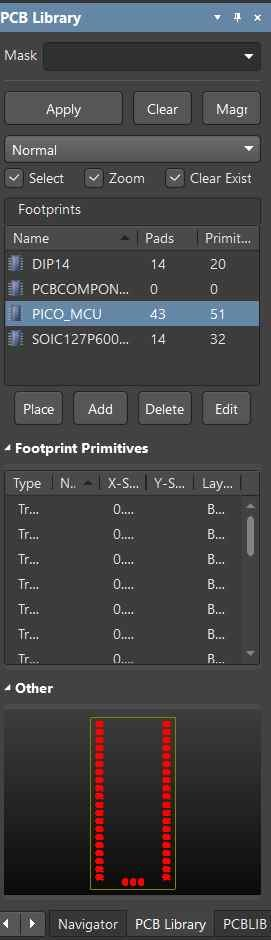 PCB Library
Mask
Apply Clear Magr
Normal
Select Zoom Clear Exist
Footprints
Name Pads Primit...
DIP14 14 20
PCBCOMPON... 0 0
PICO_MCU 43 51
SOIC127P600... 14 32
Place Add Delete Edit
Footprint Primitives
Type N.. X-S... Y-S... Lay...
Tr... 0.... B...
Tr... 0.... B...
Tr... 0.... B...
Tr... 0.... B...
Tr... 0.... B...
Tr... 0.... B...
Tr... 0.... B...
Other
Navigator PCB Library PCBLIB